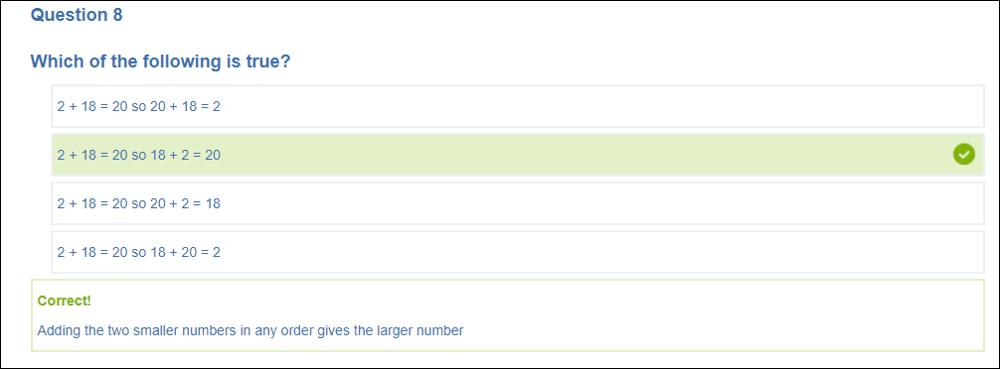 Question 8
Which of the following is true?
2 + 18 = 20 so 20 + 18 = 2
2 + 18 = 20 so 18 + 2 = 20
2 + 18 = 20 so 20 + 2 = 18
2 + 18 = 20 so 18 + 20 = 2
Correct!
Adding the two smaller numbers in any order gives the larger number